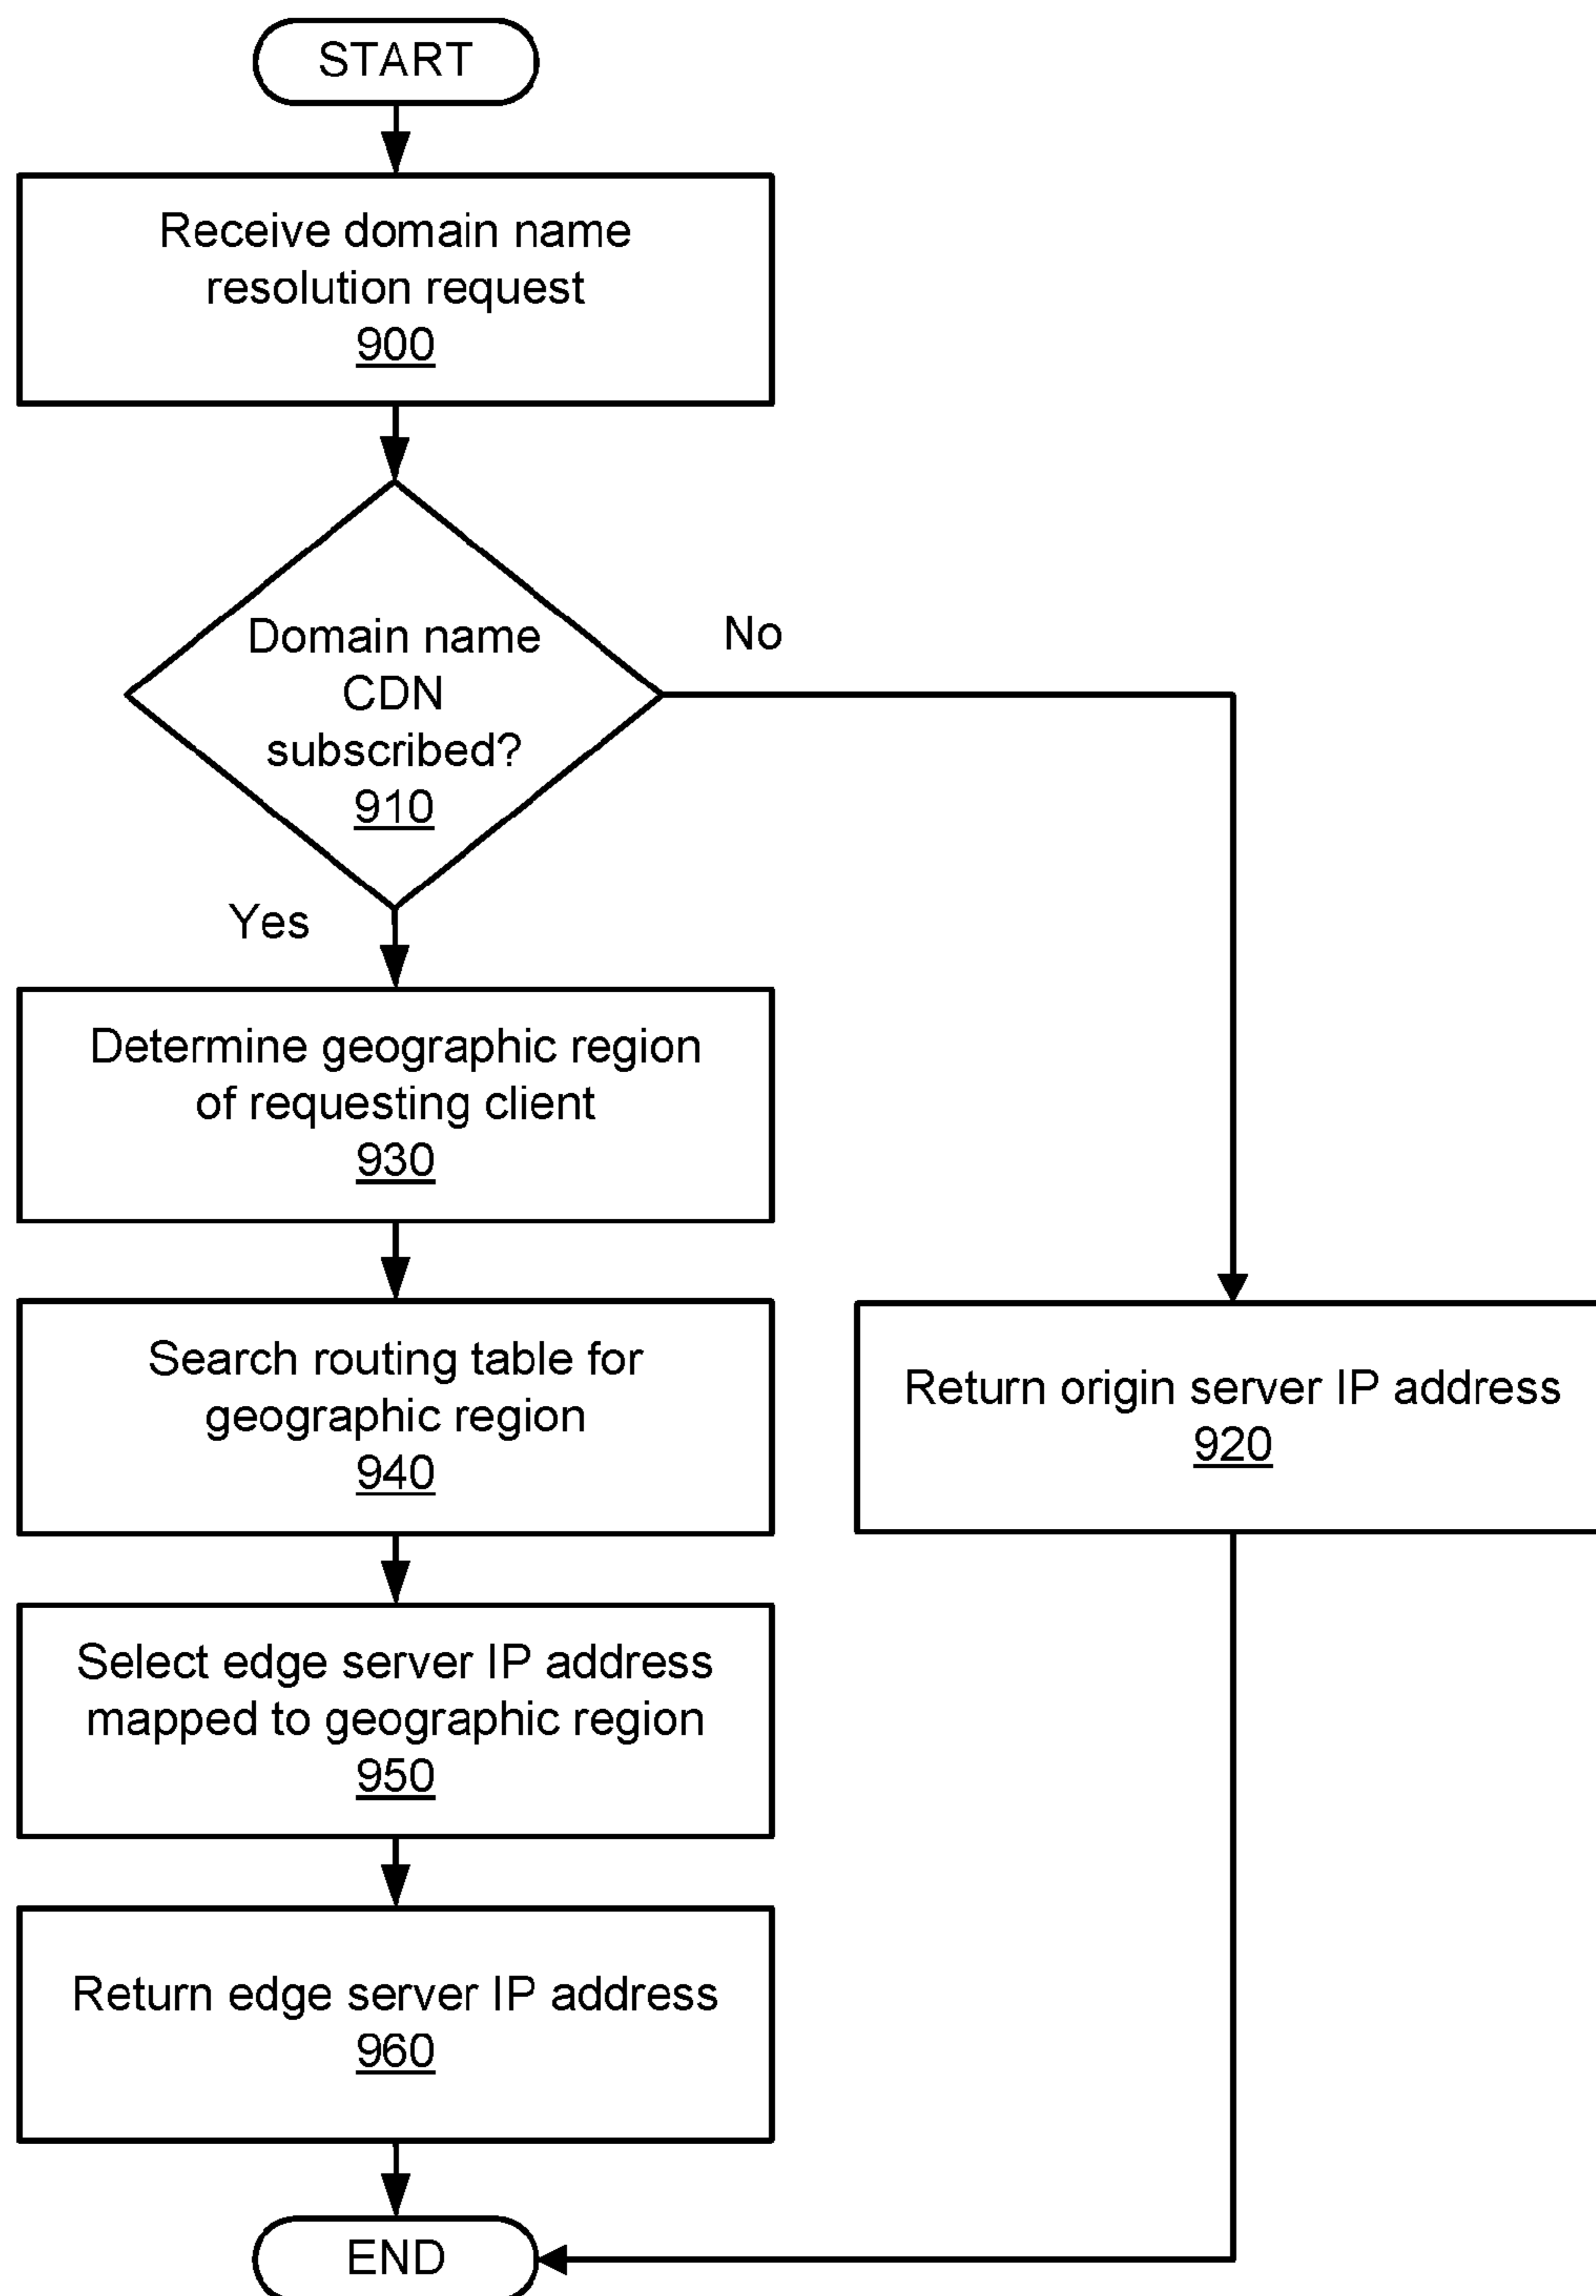 START
Receive domain name
resolution request
900
Domain name
CDN
subscribed?
910
No
Yes
Determine geographic region
of requesting client
930
Search routing table for
geographic region
940
Return origin server IP address
920
Select edge server IP address
mapped to geographic region
950
Return edge server IP address
960
END